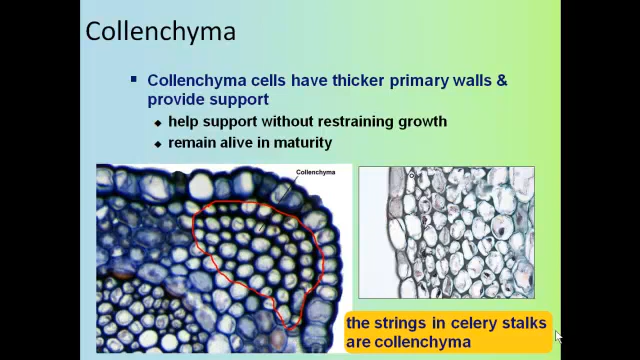 Collenchyma
Collenchyma cells have thicker primary walls &
provide support
help support without restraining growth
remain alive in maturity
Collenchyma
the strings in celery stalks
are collenchyma